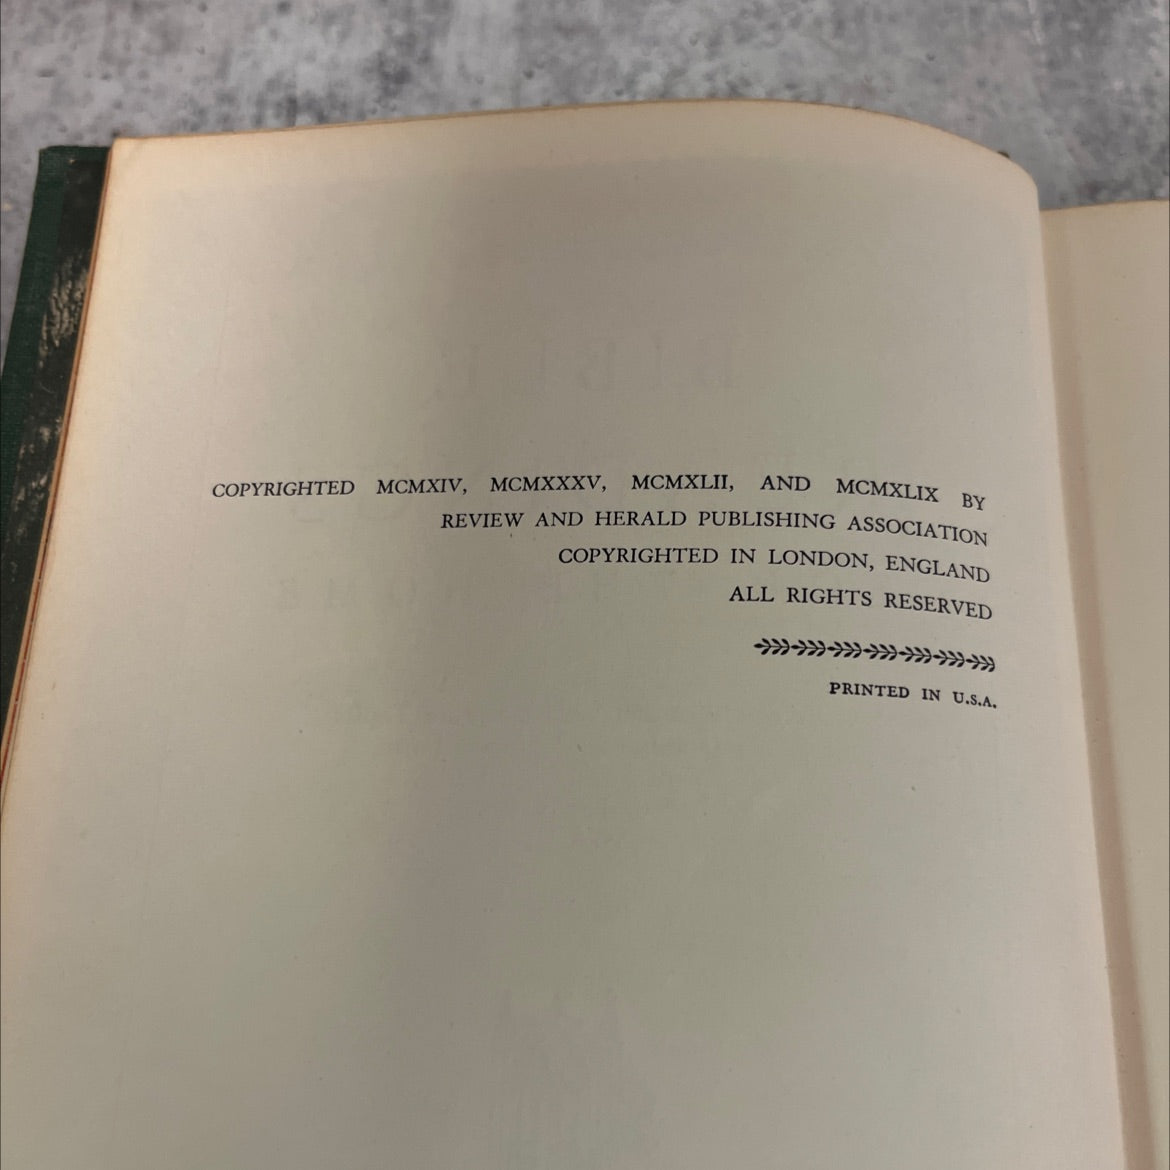 COPYRIGHTED MCMXIV, MCMXXXV, MCMXLII, AND MCMXLIX BY
REVIEW AND HERALD PUBLISHING ASSOCIATION
COPYRIGHTED IN LONDON, ENGLAND
ALL RIGHTS RESERVED
PRINTED IN U.S.A.